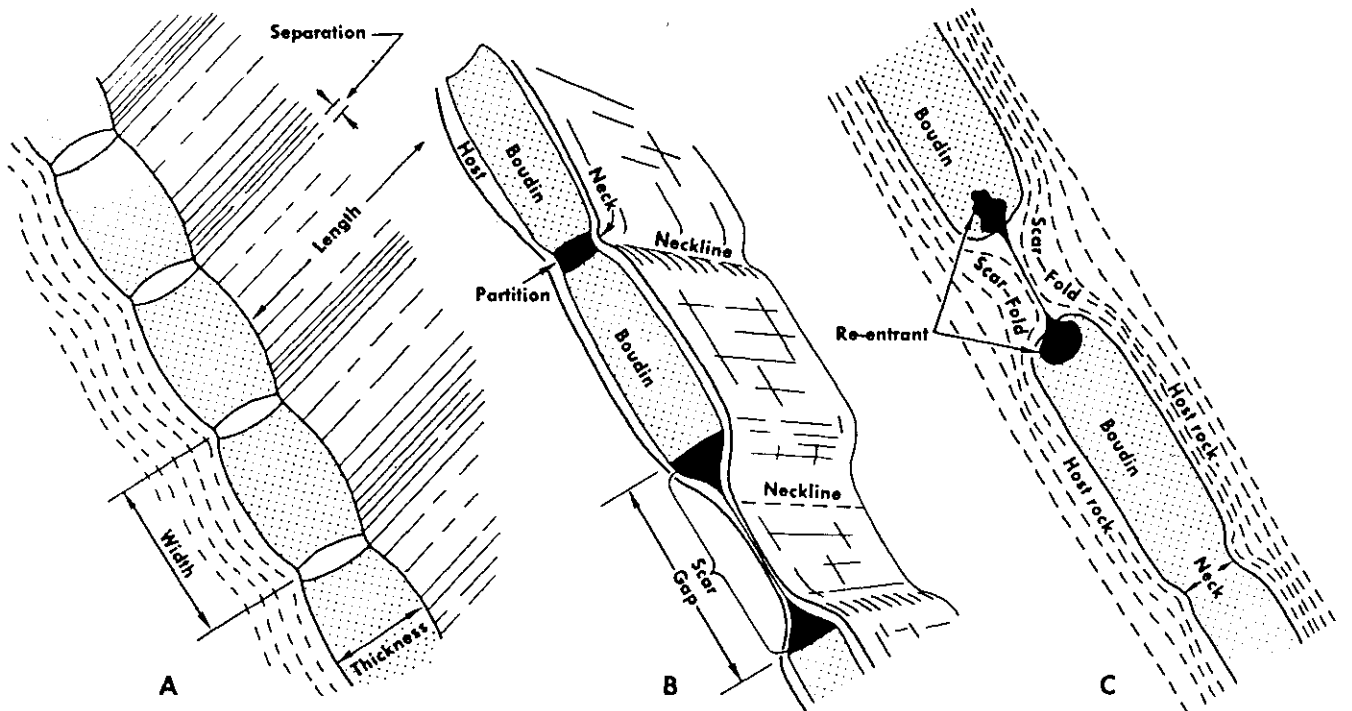 Separation
Length
Width
Thickness
A
Host
Boudin
Neck
Neckline
Partition
Boudin
Neckline
Scar
Gap
B
Boudin
Scar
Fold
Scar-Fold
Re-entrant
Host rock
Boudin
Host rock
Neck
C